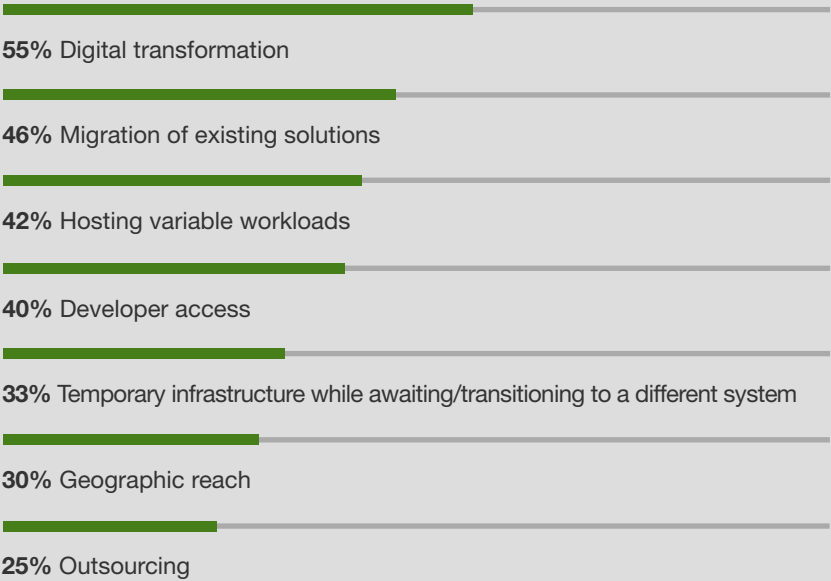 55% Digital transformation
46% Migration of existing solutions
42% Hosting variable workloads
40% Developer access
33% Temporary infrastructure while awaiting/transitioning to a different system
30% Geographic reach
25% Outsourcing